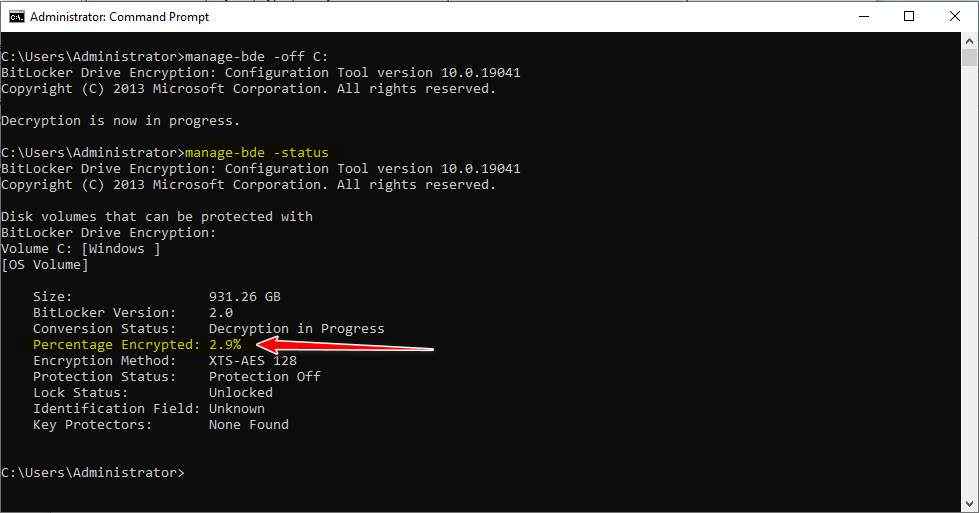 Administrator: Command Prompt
C:\Users\Administrator>manage-bde -off C:
BitLocker Drive Encryption: Configuration Tool version 10.0.19041
Copyright (C) 2013 Microsoft Corporation. All rights reserved.
Decryption is now in progress.
C:\Users\Administrator>manage-bde -status
BitLocker Drive Encryption: Configuration Tool version 10.0.19041
Copyright (C) 2013 Microsoft Corporation. All rights reserved.
Disk volumes that can be protected with
BitLocker Drive Encryption:
Volume C: [Windows ]
[OS Volume]
Size: 931.26 GB
BitLocker Version: 2.0
Conversion Status: Decryption in Progress
Percentage Encrypted: 2.9%
Encryption Method: XTS-AES 128
Protection Status: Protection Off
Lock Status: Unlocked
Identification Field: Unknown
Key Protectors: None Found
C:\Users\Administrator>